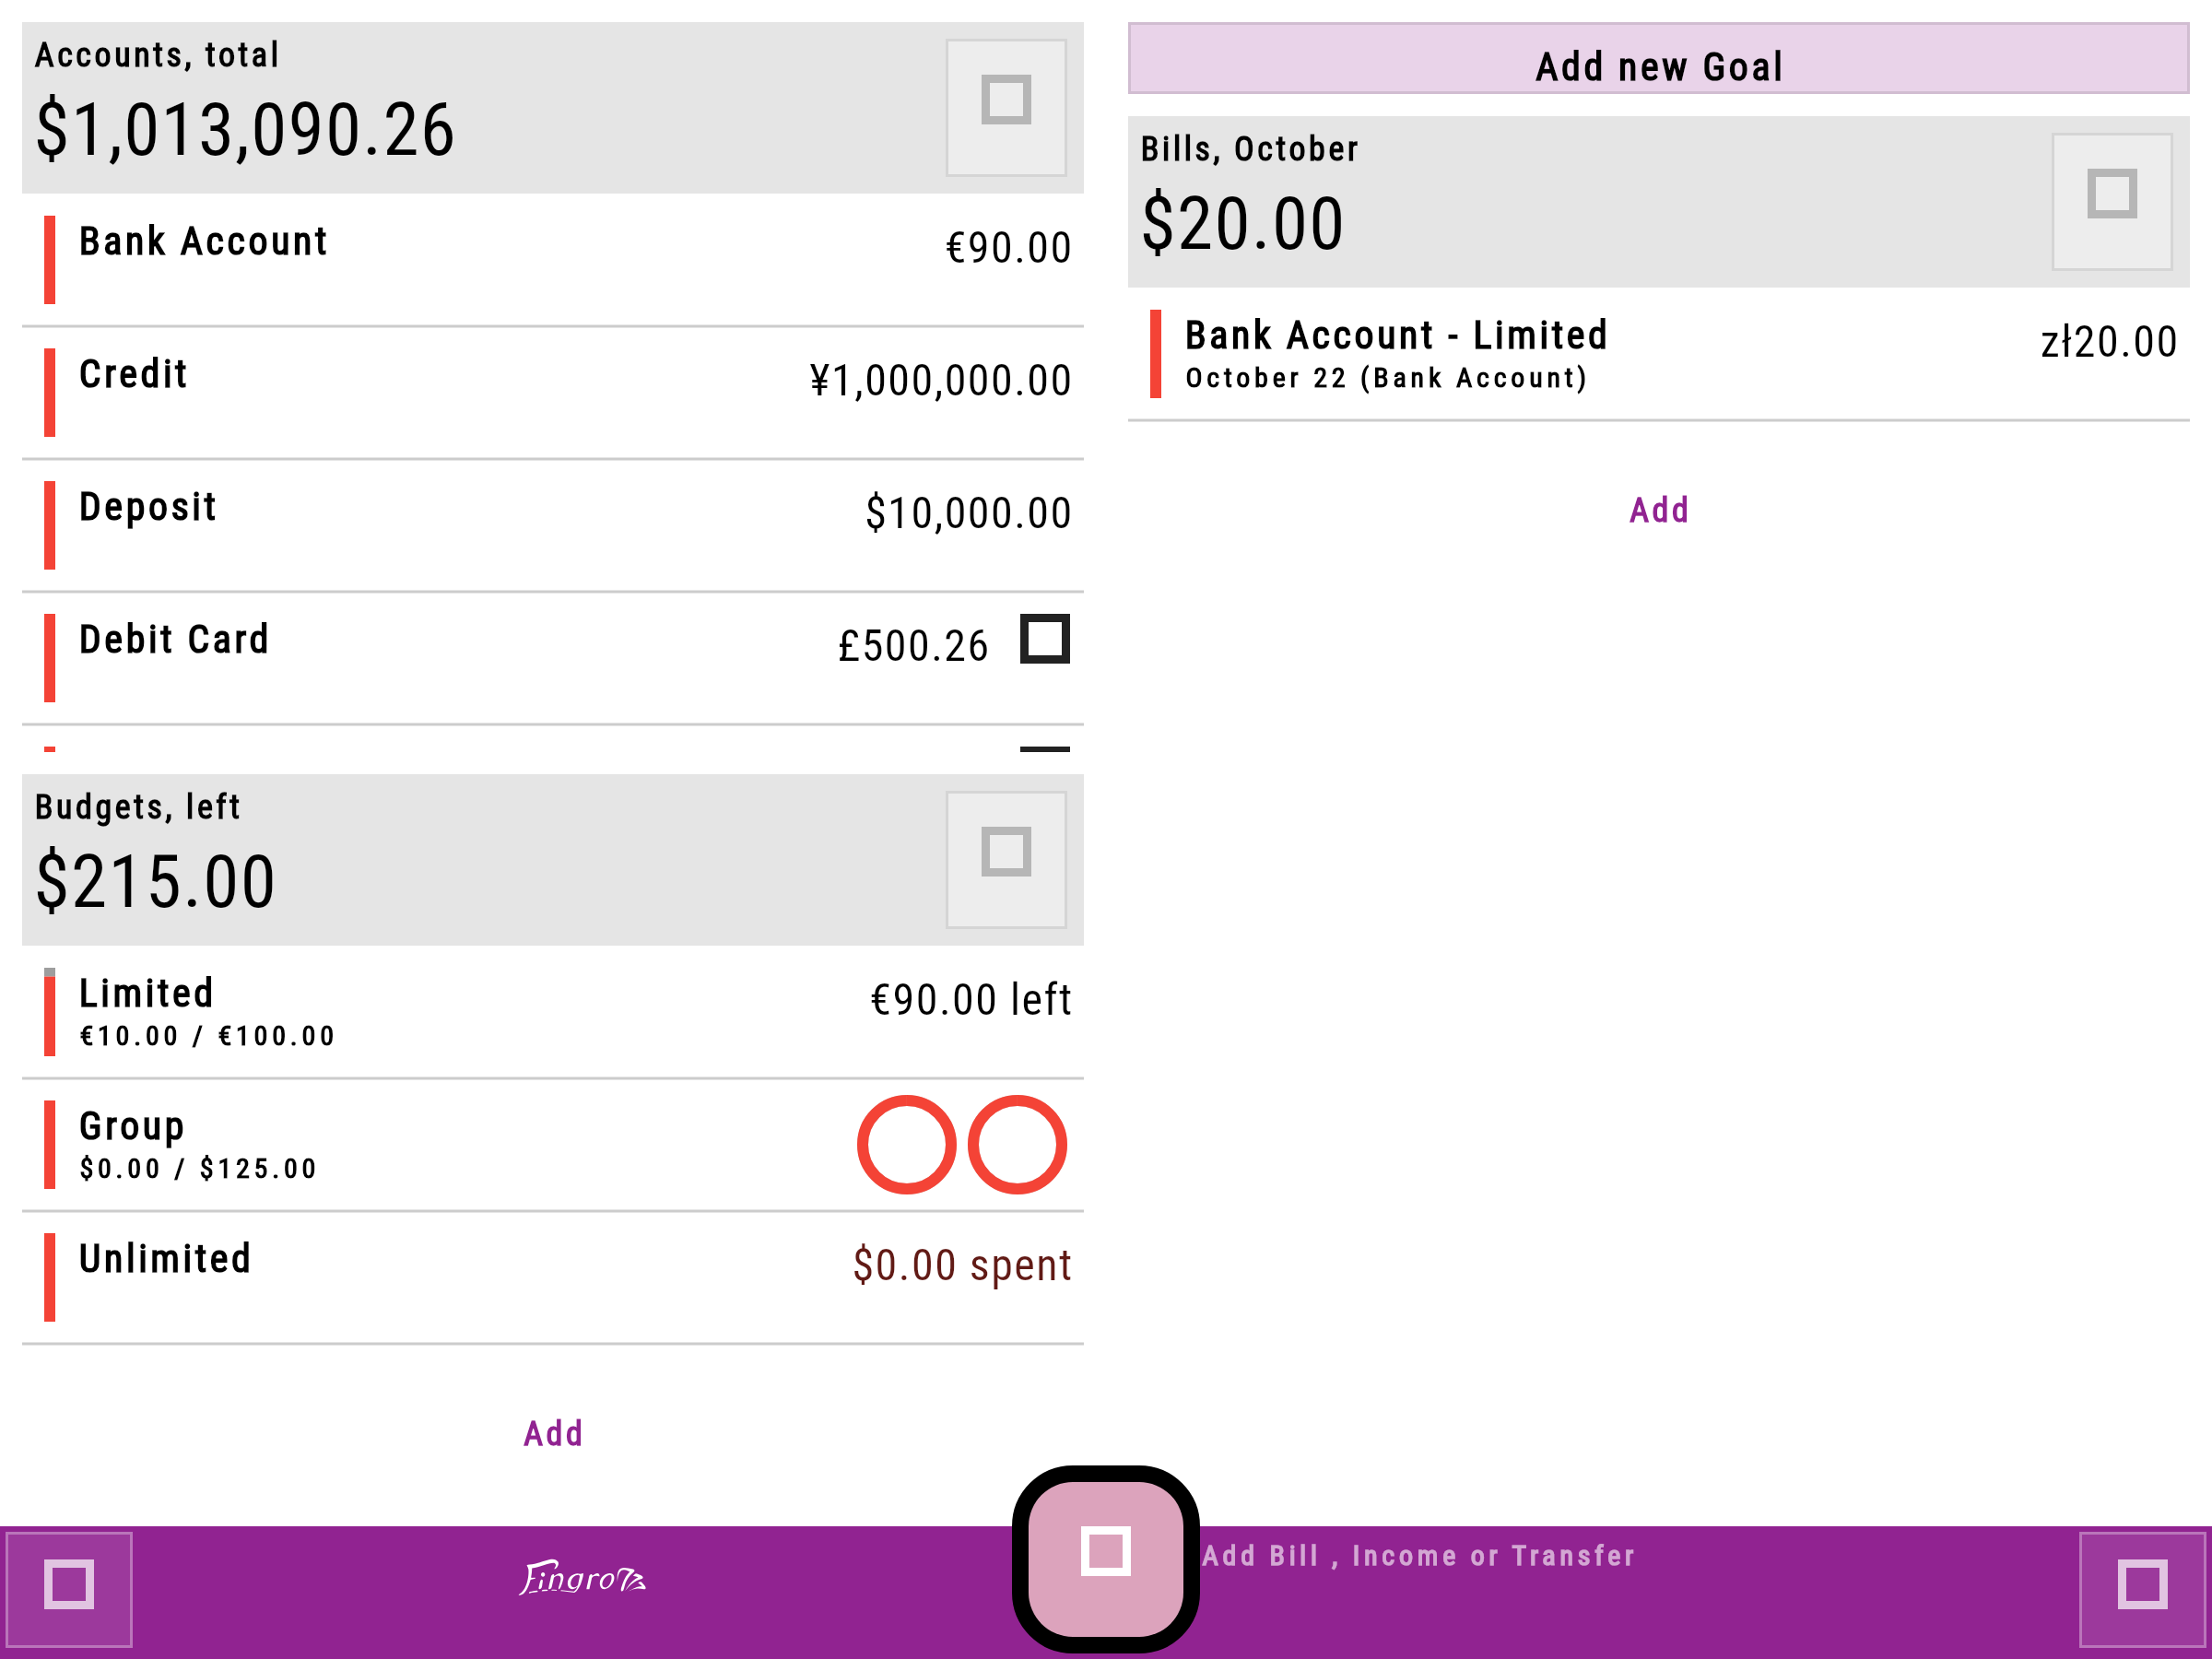 Accounts, total
$1,013,090.26
Bank Account
€90.00
Credit
¥1,000,000.00
Deposit
$10,000.00
Debit Card
£500.26
Budgets, left
$215.00
Limited
€90.00 left
€10.00 / €100.00
Group
$0.00 / $125.00
Unlimited
$0.00 spent
Add
Add new Goal
Bills, October
$20.00
Bank Account - Limited
zł20.00
October 22 (Bank Account)
Add
Fingro
Add Bill , Income or Transfer